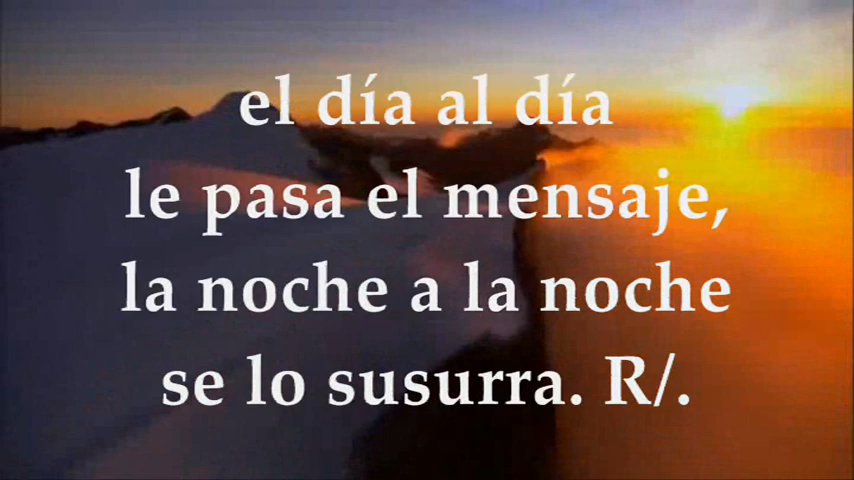 el día al día
le pasa el mensaje,
la noche a la noche
se lo susurra. R/.